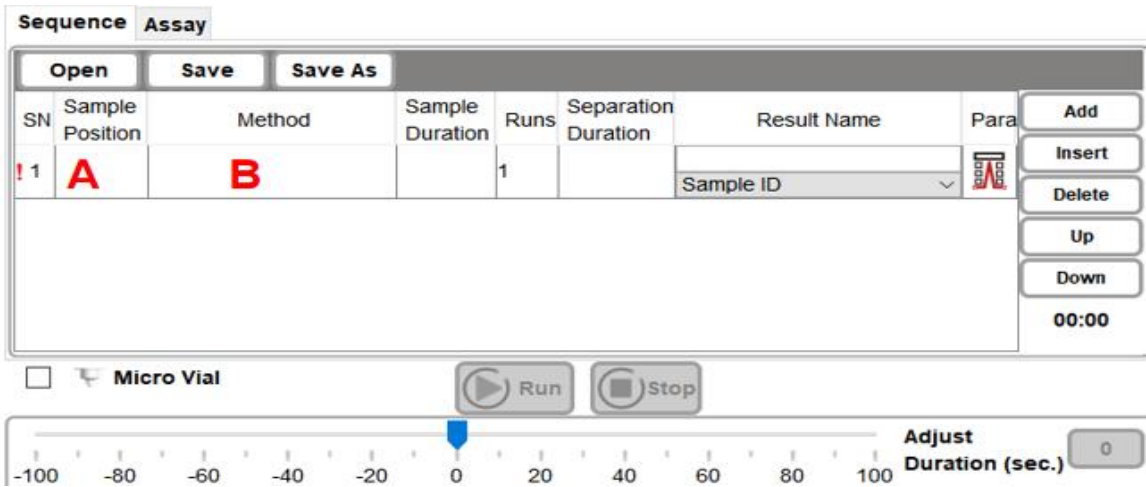 Sequence Assay
Open Save Save As
SN Sample Position Method Sample Duration Runs Separation Duration Result Name Para
! 1 A B 1
Sample ID
Add
Insert
Delete
Up
Down
00:00
Micro Vial Run Stop
-100 -80 -60 -40 -20 0 20 40 60 80 100
Adjust
Duration (sec.) 0